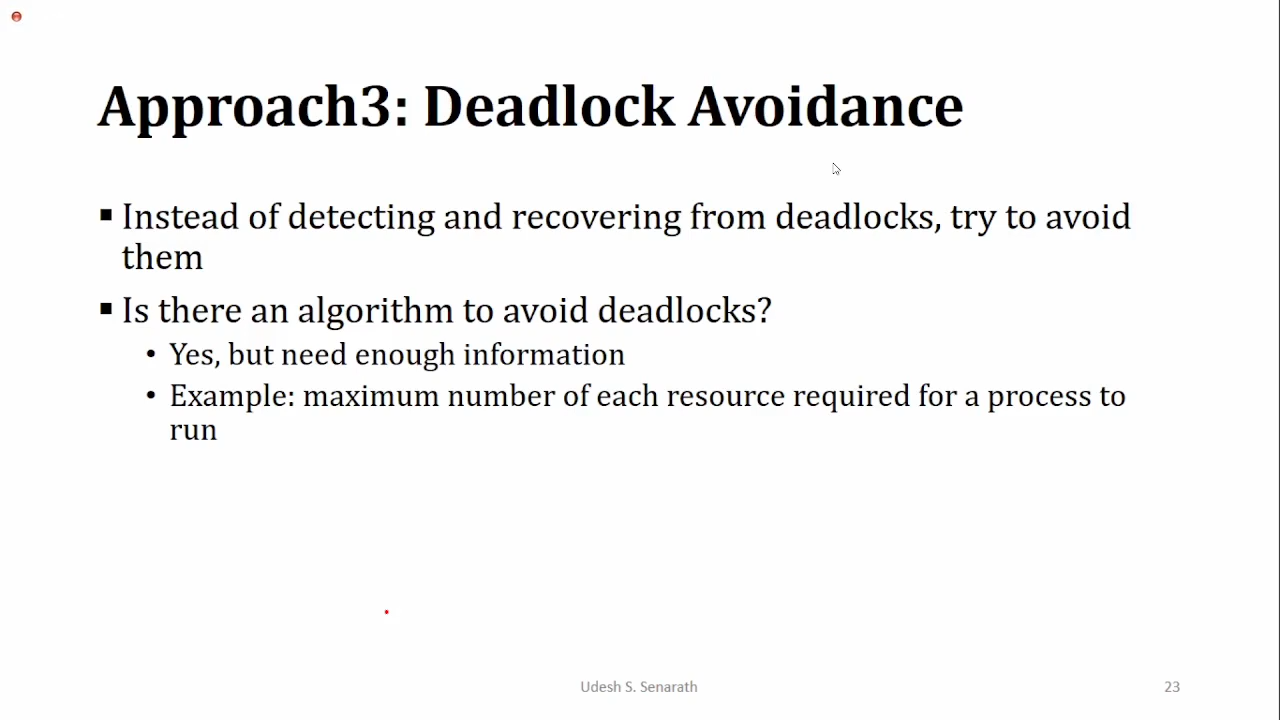 Approach3: Deadlock Avoidance
▪ Instead of detecting and recovering from deadlocks, try to avoid
them
▪ Is there an algorithm to avoid deadlocks?
• Yes, but need enough information
• Example: maximum number of each resource required for a process to
run
Udesh S. Senarath
23